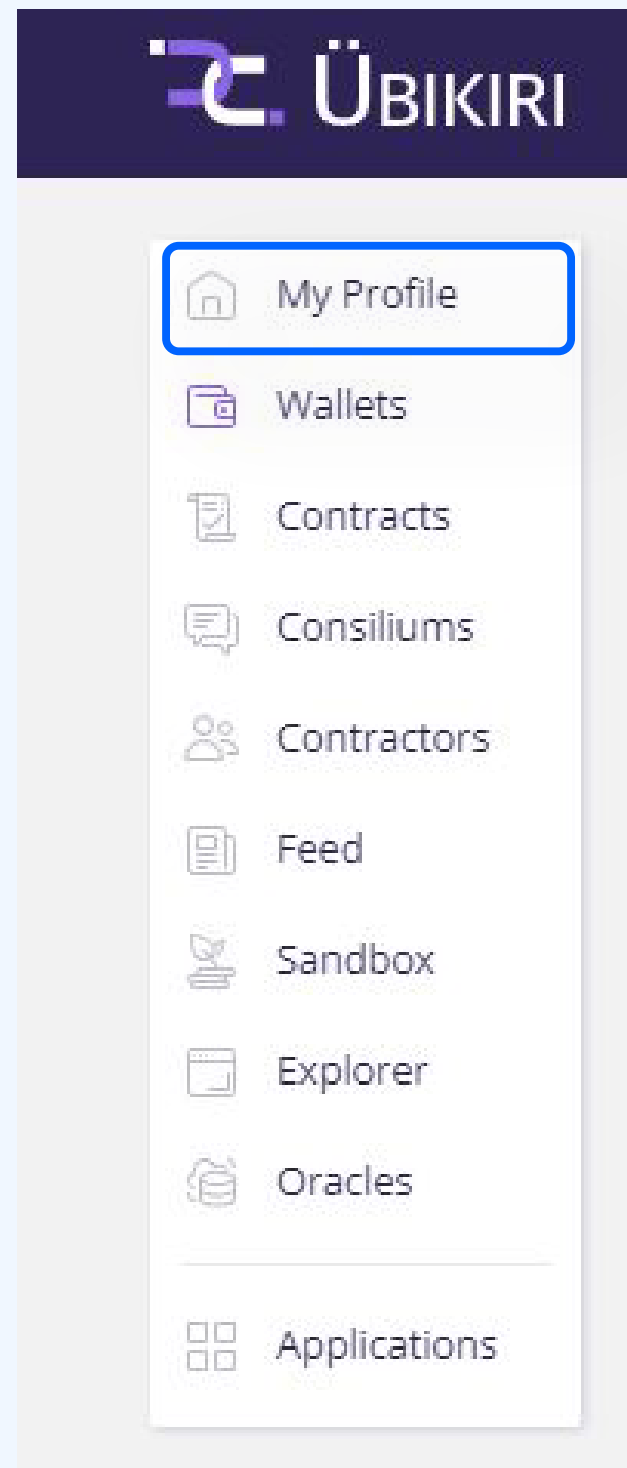 ÜBIKIRI
My Profile
Wallets
Contracts
Consiliums
Contractors
Feed
Sandbox
Explorer
Oracles
Applications